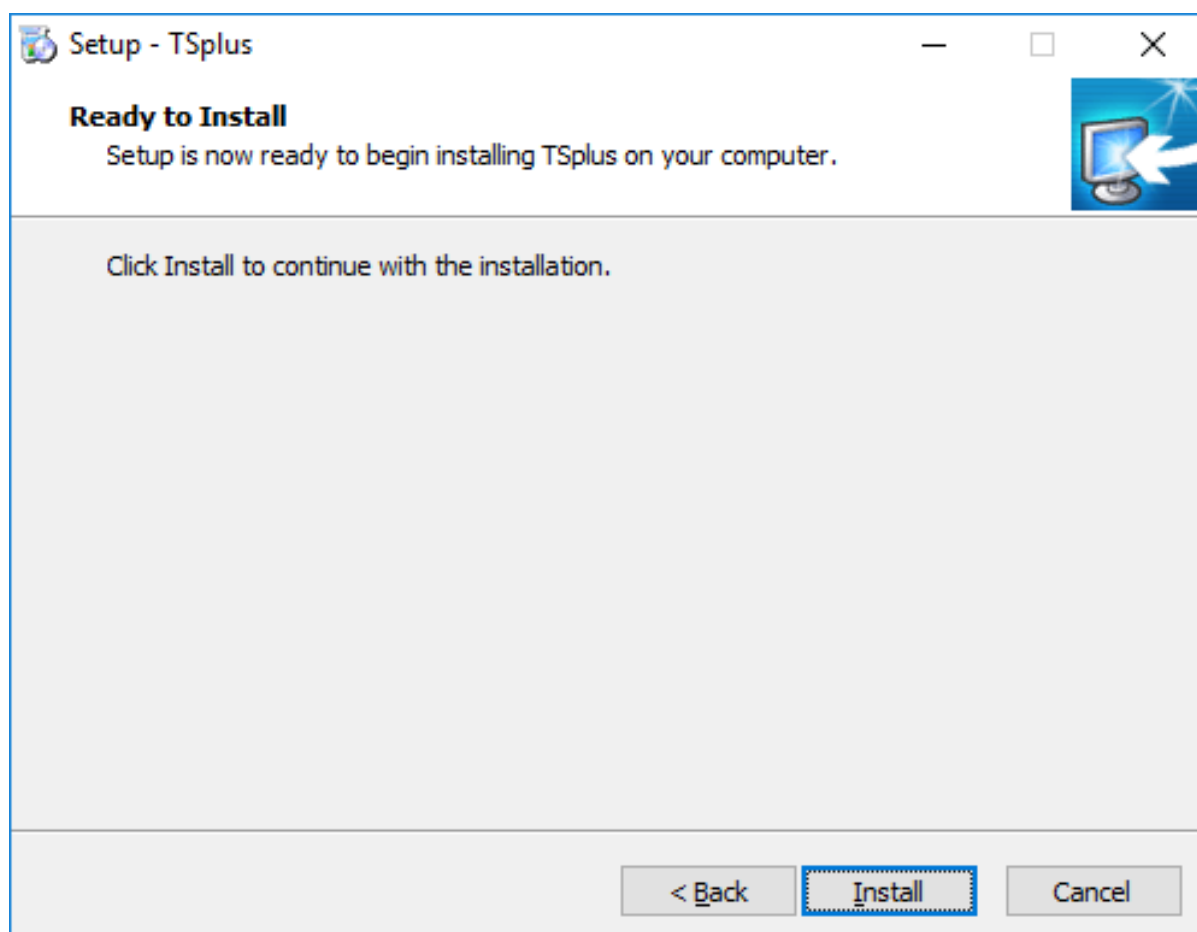 Setup - TSplus
Ready to Install
Setup is now ready to begin installing TSplus on your computer.
Click Install to continue with the installation.
< Back
Install
Cancel